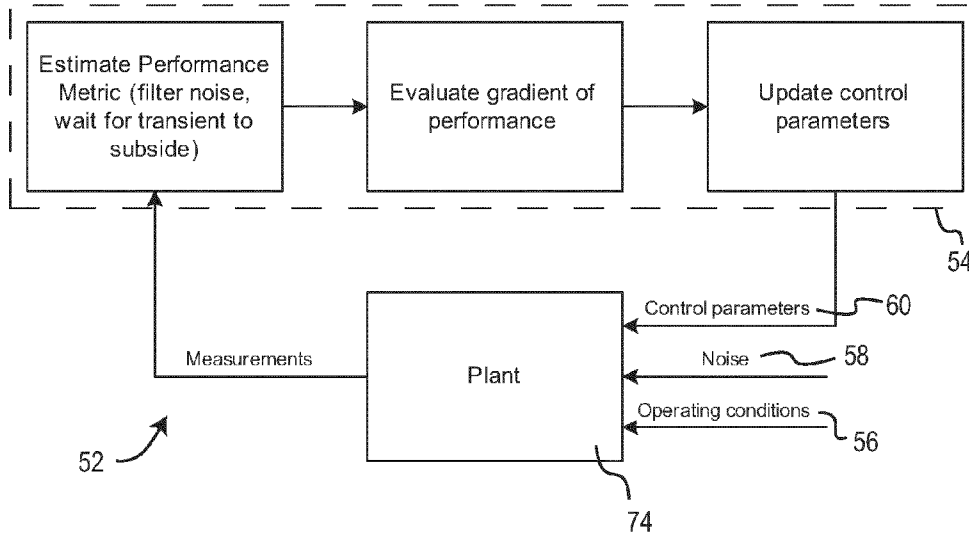 Estimate Performance
Metric (filter noise,
wait for transient to
subside)
Evaluate gradient of
performance
Update control
parameters
54
Control parameters
60
Measurements
Plant
Noise
58
Operating conditions
56
52
74